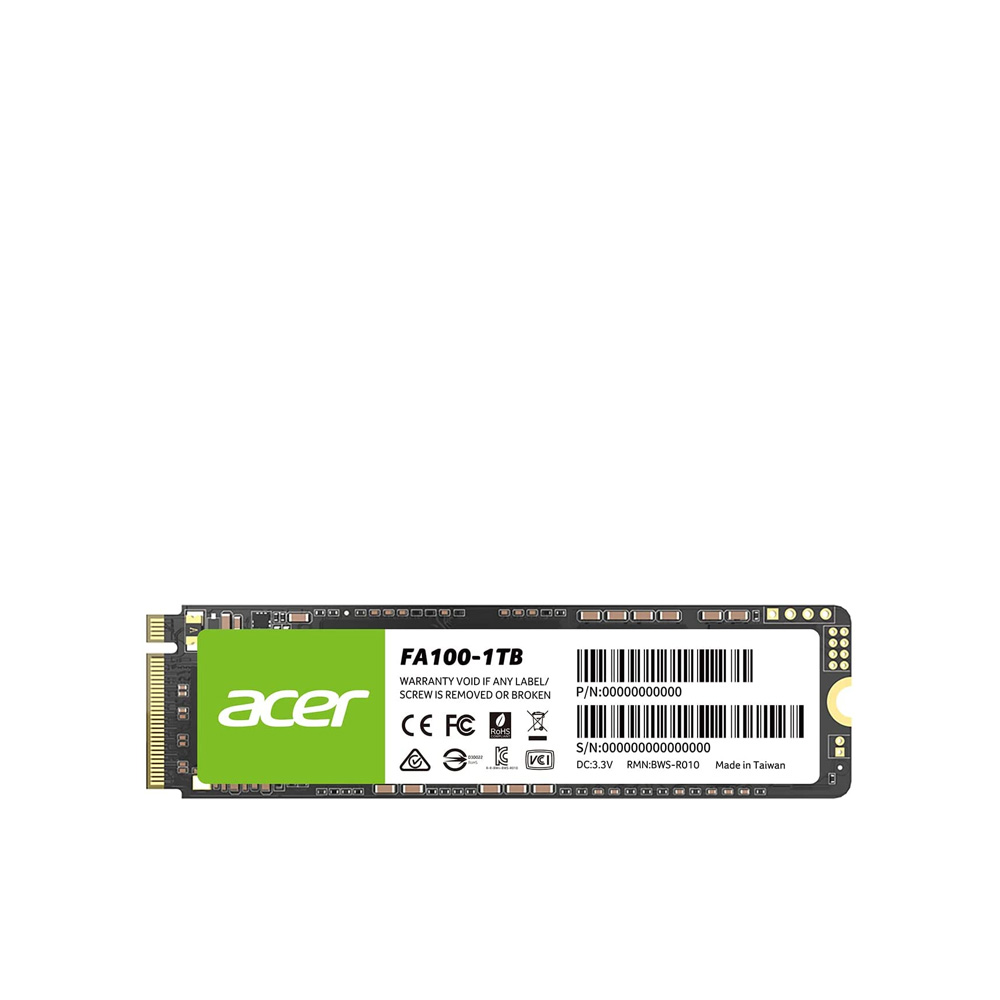 acer
FA100-1TB
WARRANTY VOID IF ANY LABEL/
SCREW IS REMOVED OR BROKEN
P/N:00000000000
CE FC RoHS
S/N:000000000000000
VCI
DC:3.3V RMN:BWS-R010 Made in Taiwan